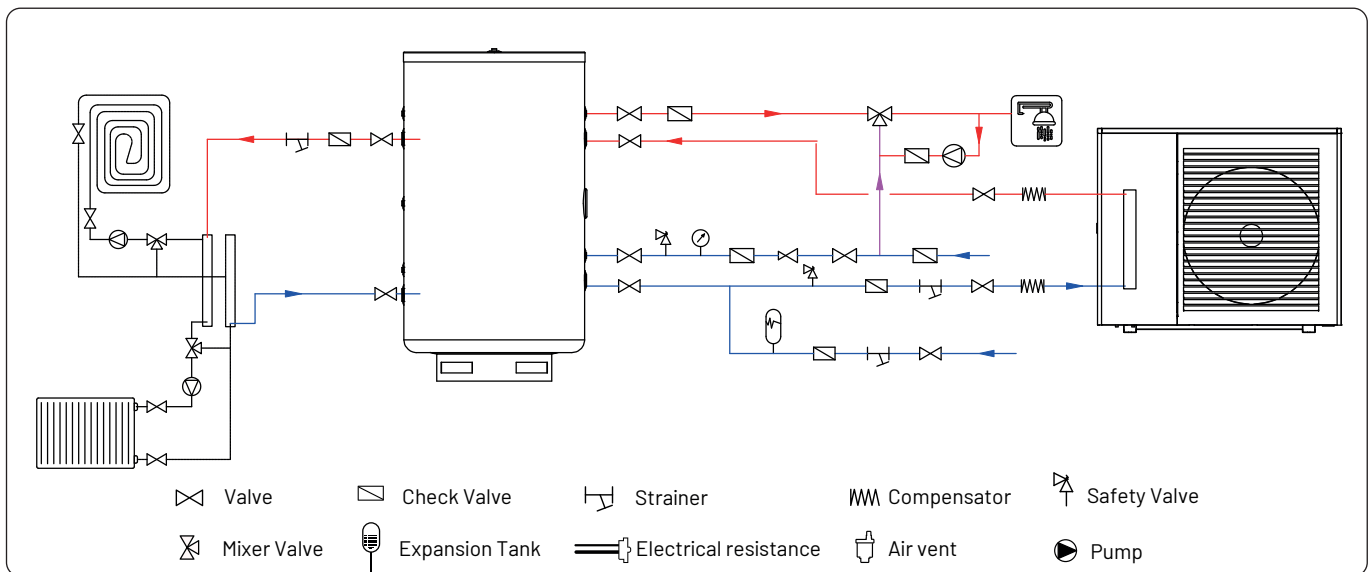 Valve
Check Valve
Strainer
Compensator
Safety Valve
Mixer Valve
Expansion Tank
Electrical resistance
Air vent
Pump